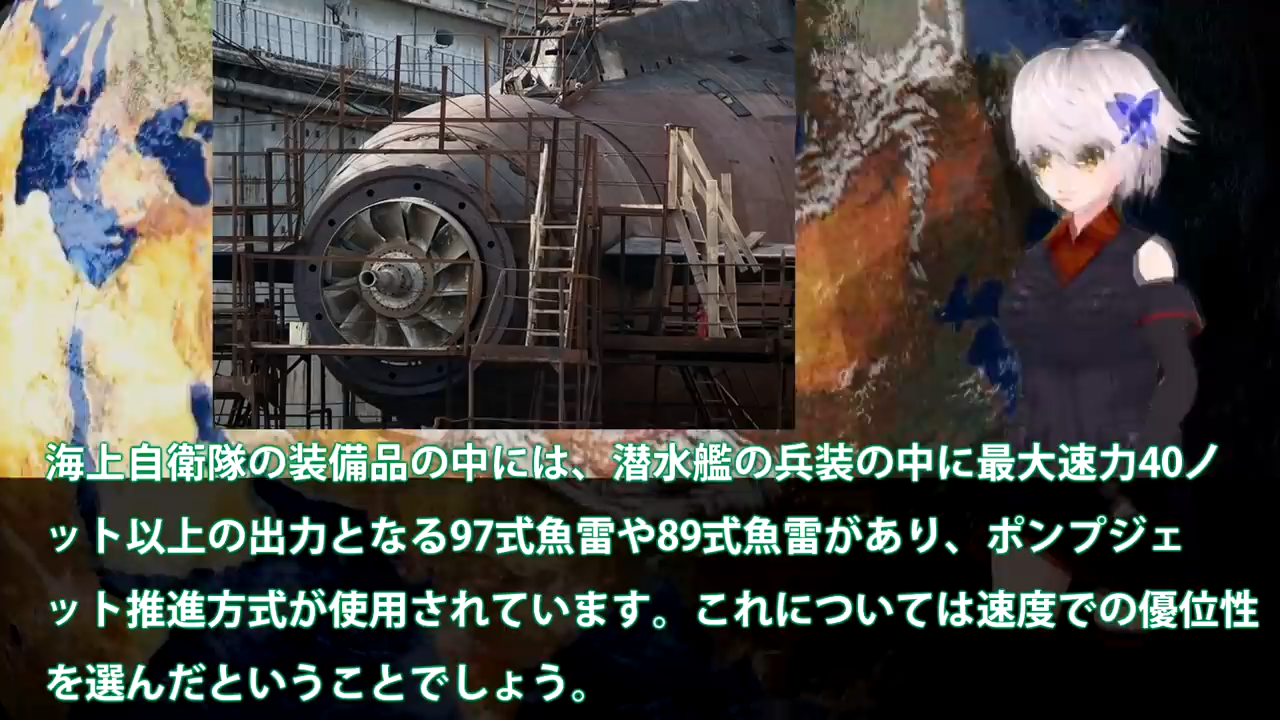 海上自衛隊の装備品の中には、潜水艦の兵装の中に最大速力40ノ
ット以上の出力となる97式魚雷や89式魚雷があり、ポンプジェ
ット推進方式が使用されています。これについては速度での優位性
を選んだということでしょう。